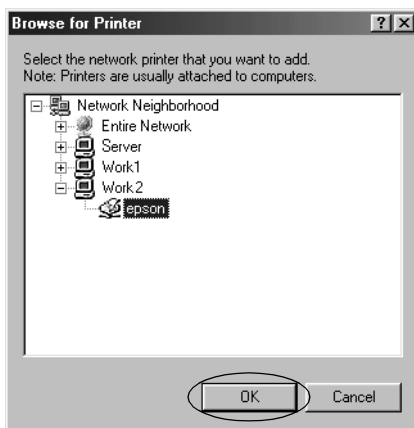 Browse for Printer
Select the network printer that you want to add.
Note: Printers are usually attached to computers.
Network Neighborhood
Entire Network
Server
Work1
Work2
epson
OK Cancel